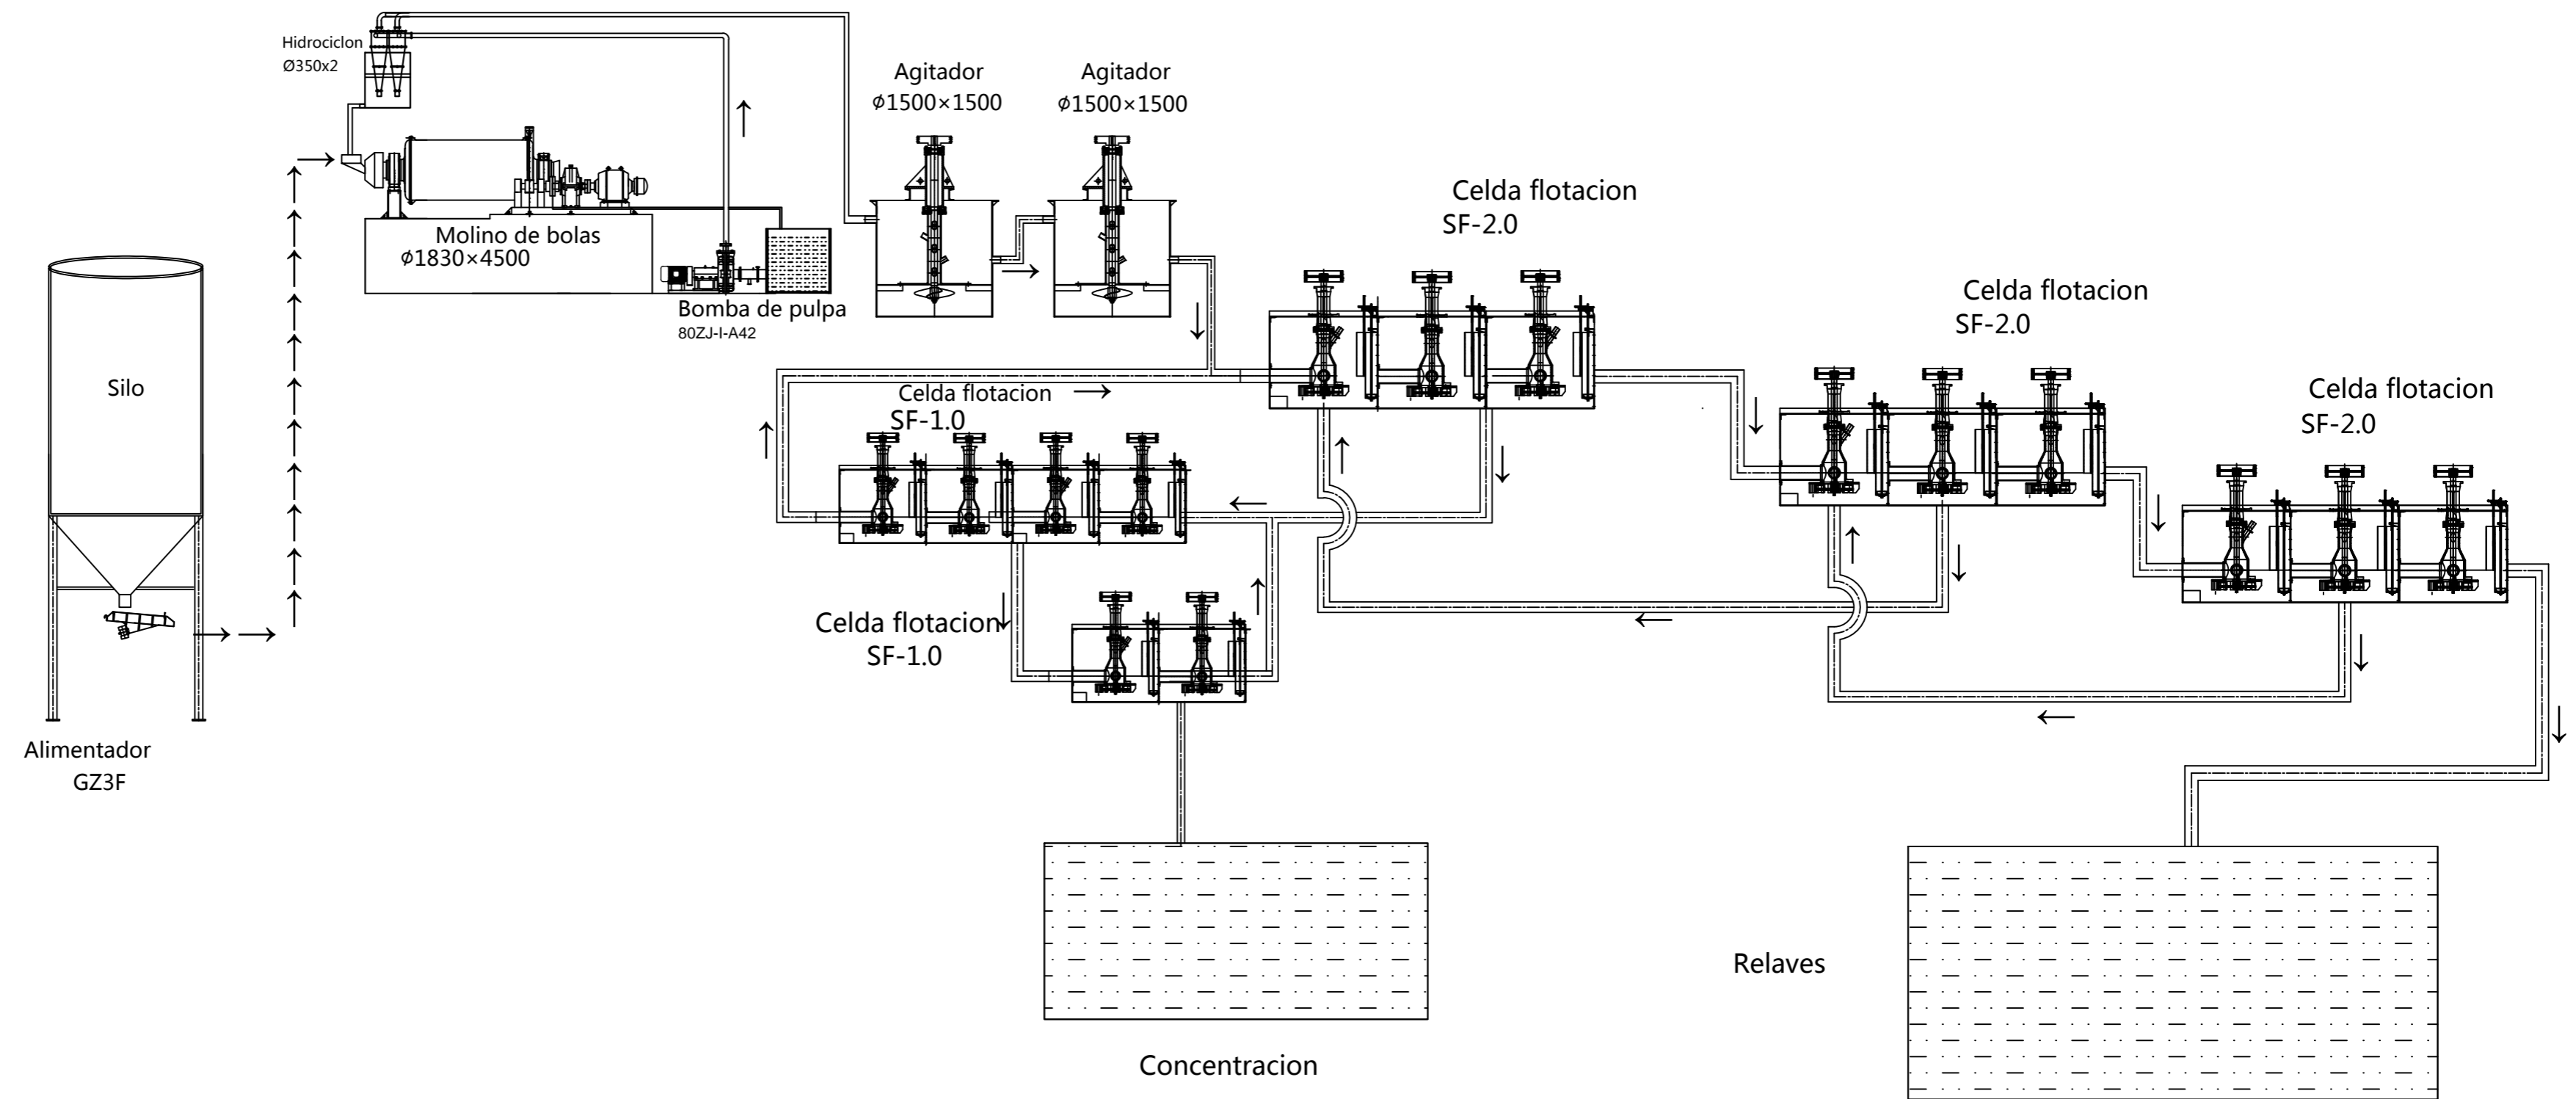 Hidrociclon
Ø350x2
Agitador
ϕ1500×1500
Agitador
ϕ1500×1500
Molino de bolas
ϕ1830×4500
Bomba de pulpa
80ZJ-I-A42
Celda flotacion
SF-2.0
Celda flotacion
SF-2.0
Celda flotacion
SF-2.0
Silo
Celda flotacion
SF-1.0
Celda flotacion
SF-1.0
Alimentador
GZ3F
Relaves
Concentracion